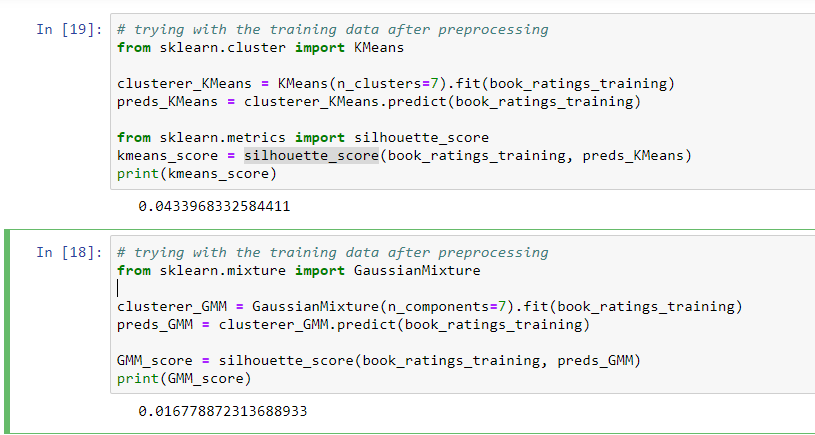 In [19]: # trying with the training data after preprocessing
from sklearn.cluster import KMeans
clusterer_KMeans = KMeans(n_clusters=7).fit(book_ratings_training)
preds_KMeans = clusterer_KMeans.predict(book_ratings_training)
from sklearn.metrics import silhouette_score
kmeans_score = silhouette_score(book_ratings_training, preds_KMeans)
print(kmeans_score)
0.0433968332584411
In [18]: # trying with the training data after preprocessing
from sklearn.mixture import GaussianMixture
clusterer_GMM = GaussianMixture(n_components=7).fit(book_ratings_training)
preds_GMM = clusterer_GMM.predict(book_ratings_training)
GMM_score = silhouette_score(book_ratings_training, preds_GMM)
print(GMM_score)
0.016778872313688933